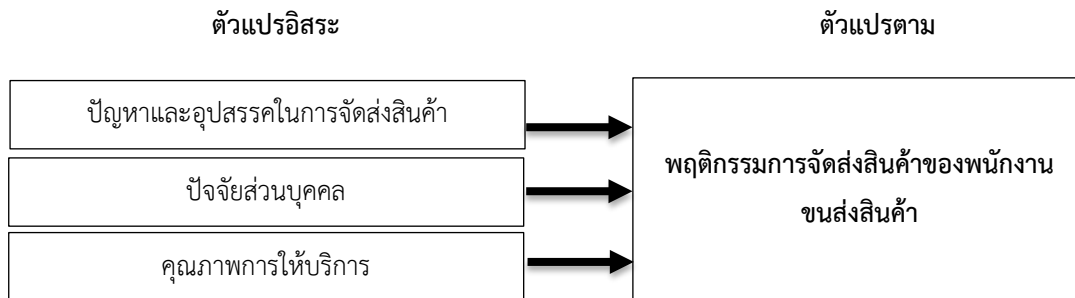 ตัวแปรอิสระ
ตัวแปรตาม
ปัญหาและอุปสรรคในการจัดส่งสินค้า
ปัจจัยส่วนบุคคล
คุณภาพการให้บริการ
พฤติกรรมการจัดส่งสินค้าของพนักงาน
ขนส่งสินค้า